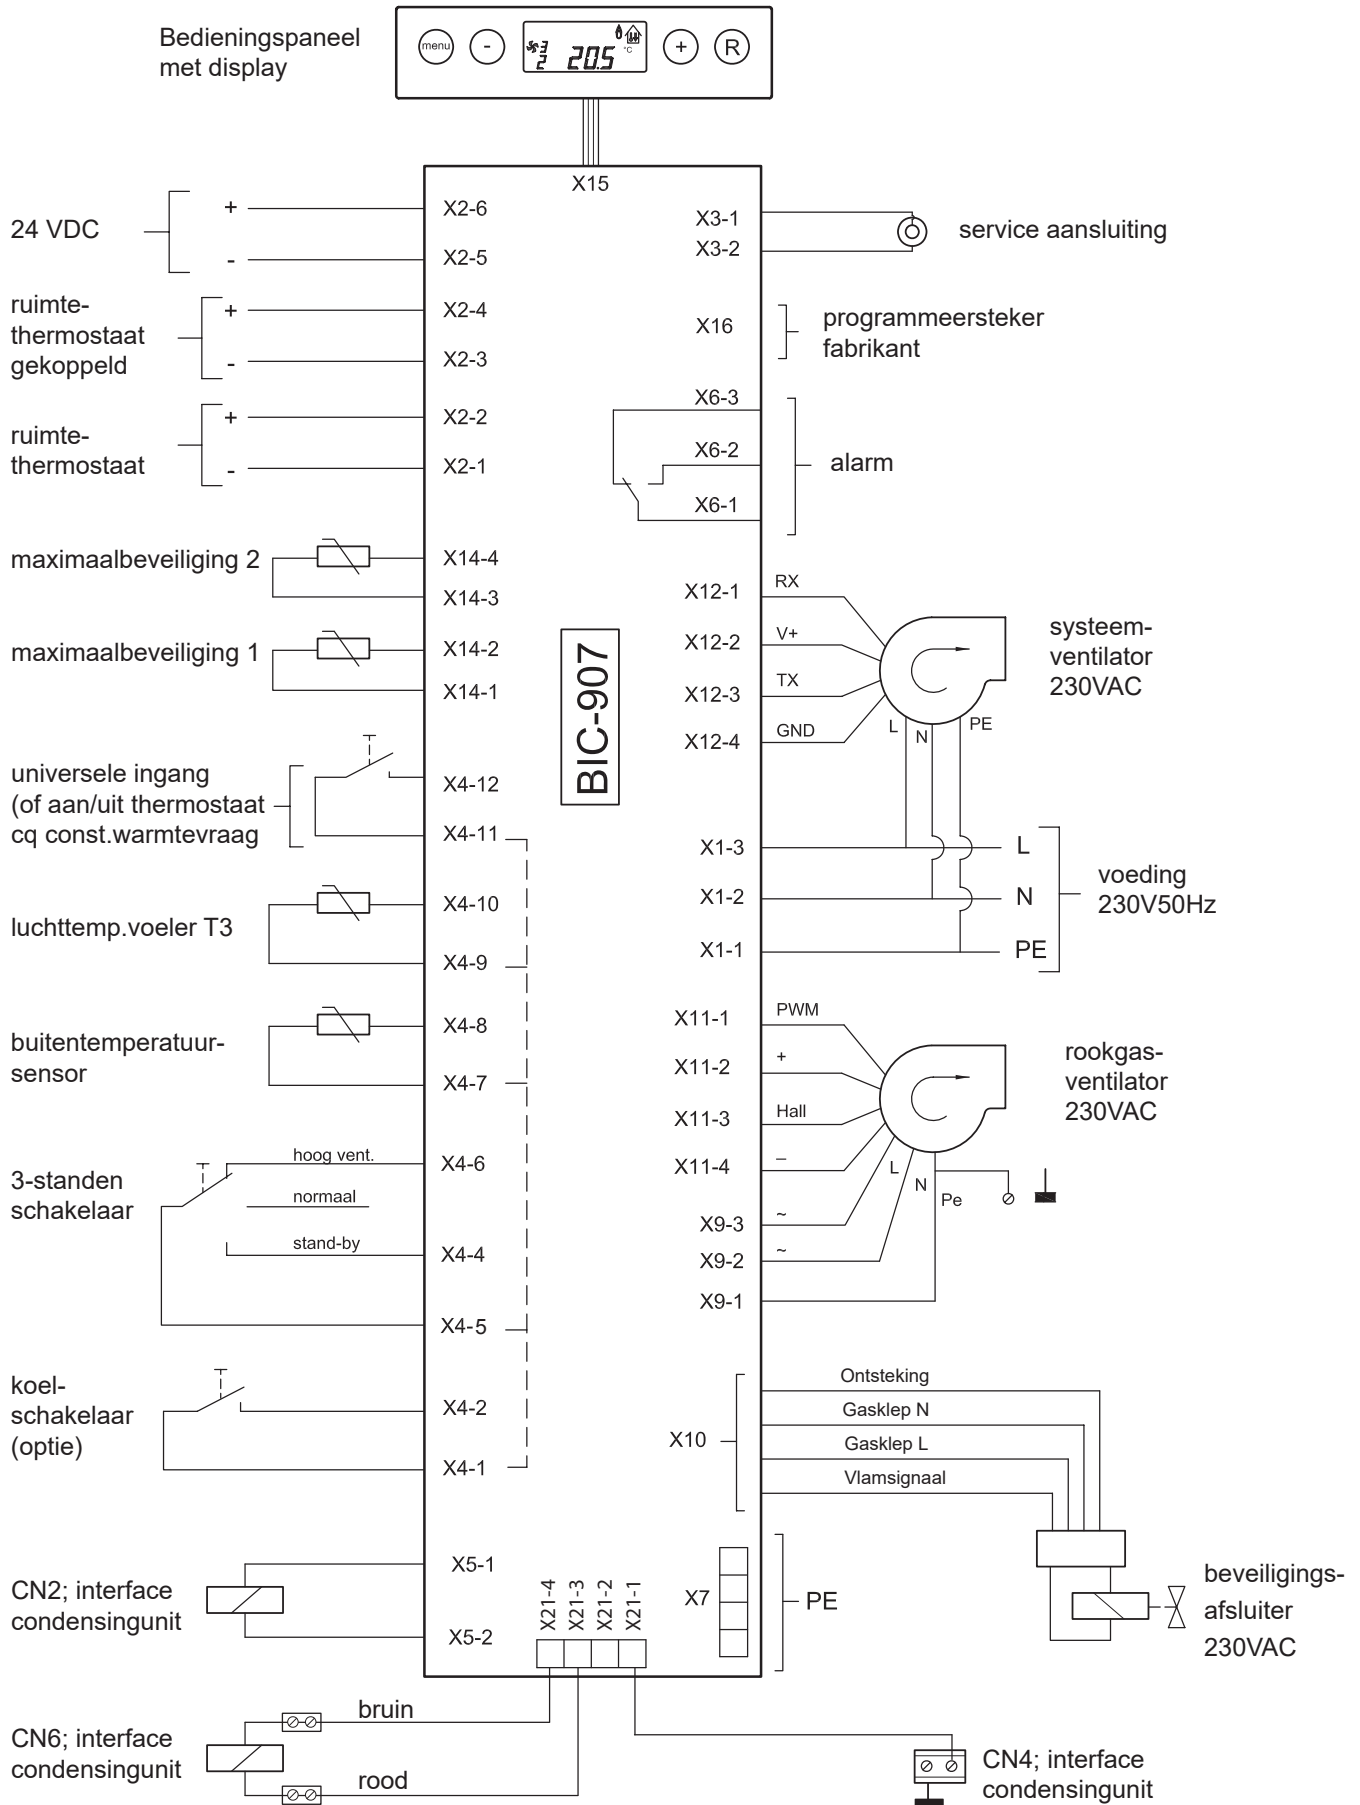 Bedieningspaneel
met display
menu
-
3
2
20.5
°C
+
R
X15
24 VDC
+
X2-6
-
X2-5
ruimte-
thermostaat
gekoppeld
+
X2-4
-
X2-3
ruimte-
thermostaat
+
X2-2
-
X2-1
maximaalbeveiliging 2
X14-4
X14-3
maximaalbeveiliging 1
X14-2
X14-1
universele ingang
(of aan/uit thermostaat
cq const.warmtevraag
X4-12
X4-11
luchttemp.voeler T3
X4-10
X4-9
buitentemperatuur-
sensor
X4-8
X4-7
3-standen
schakelaar
hoog vent.
X4-6
normaal
stand-by
X4-4
X4-5
koel-
schakelaar
(optie)
X4-2
X4-1
CN2; interface
condensingunit
X5-1
X5-2
BIC-907
X3-1
X3-2
service aansluiting
X16
programmeersteker
fabrikant
X6-3
X6-2
X6-1
alarm
X12-1
RX
X12-2
V+
X12-3
TX
X12-4
GND
L
N
PE
systeem-
ventilator
230VAC
X1-3
L
X1-2
N
X1-1
PE
voeding
230V50Hz
X11-1
PWM
X11-2
+
X11-3
Hall
X11-4
–
X9-3
~
X9-2
~
X9-1
L
N
Pe
rookgas-
ventilator
230VAC
X10
Ontsteking
Gasklep N
Gasklep L
Vlamsignaal
beveiligings-
afsluiter
230VAC
X7
PE
X21-4
X21-3
X21-2
X21-1
CN6; interface
condensingunit
bruin
rood
CN4; interface
condensingunit